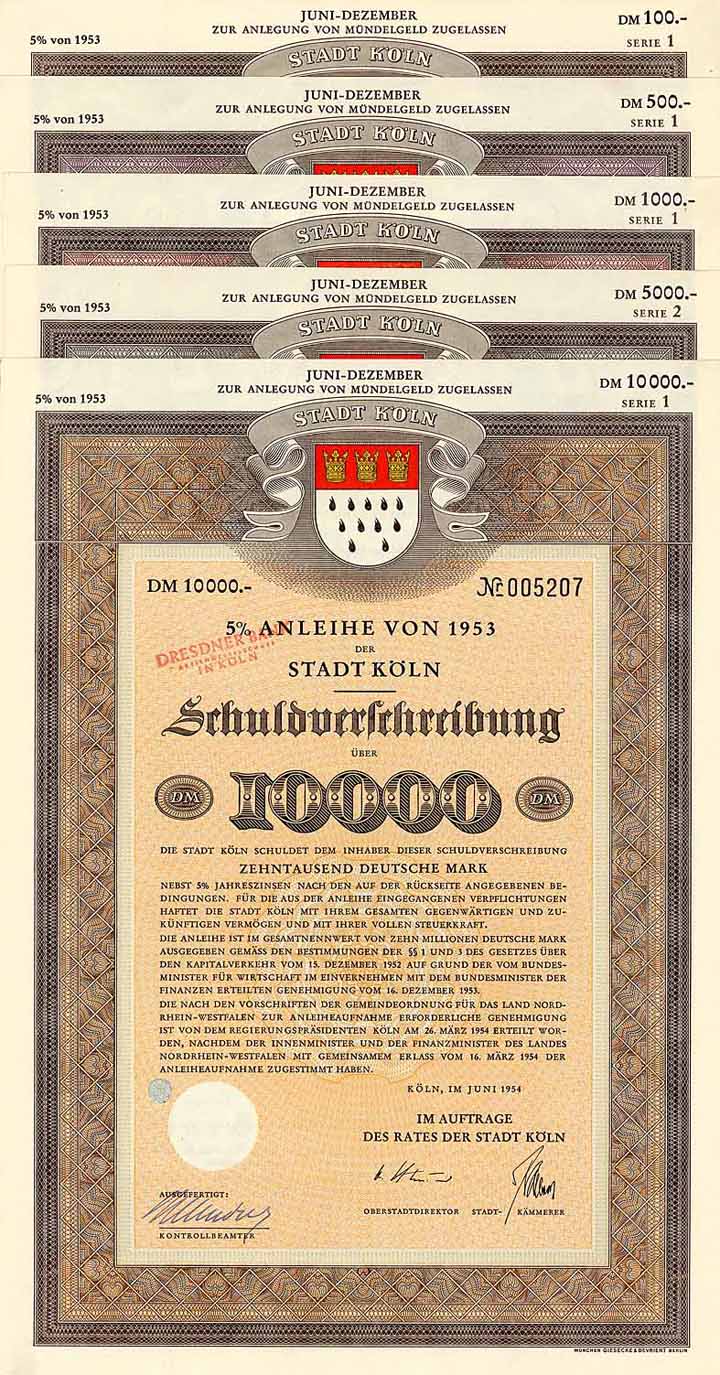 JUNI-DEZEMBER
ZUR ANLEGUNG VON MÜNDELGELD ZUGELASSEN
DM 100.-
5% von 1953
SERIE 1
STADT KÖLN
JUNI-DEZEMBER
ZUR ANLEGUNG VON MÜNDELGELD ZUGELASSEN
DM 500.-
5% von 1953
SERIE 1
STADT KÖLN
JUNI-DEZEMBER
ZUR ANLEGUNG VON MÜNDELGELD ZUGELASSEN
DM 1000.-
5% von 1953
SERIE 1
STADT KÖLN
JUNI-DEZEMBER
ZUR ANLEGUNG VON MÜNDELGELD ZUGELASSEN
DM 5000.-
5% von 1953
SERIE 2
STADT KÖLN
JUNI-DEZEMBER
ZUR ANLEGUNG VON MÜNDELGELD ZUGELASSEN
DM 10000.-
5% von 1953
SERIE 1
STADT KÖLN
DM 10000.- № 005207
5% ANLEIHE VON 1953
DER
STADT KÖLN
DRESDNER BANK
AKTIENGESELLSCHAFT
IN KÖLN
Schuldverschreibung
ÜBER
DM 10000 DM
DIE STADT KÖLN SCHULDET DEM INHABER DIESER SCHULDVERSCHREIBUNG
ZEHNTAUSEND DEUTSCHE MARK
NEBST 5% JAHRESZINSEN NACH DEN AUF DER RÜCKSEITE ANGEGEBENEN BE-
DINGUNGEN. FÜR DIE AUS DER ANLEIHE EINGEGANGENEN VERPFLICHTUNGEN
HAFTET DIE STADT KÖLN MIT IHREM GESAMTEN GEGENWÄRTIGEN UND ZU-
KÜNFTIGEN VERMÖGEN UND MIT IHRER VOLLEN STEUERKRAFT.
DIE ANLEIHE IST IM GESAMTNENNWERT VON ZEHN MILLIONEN DEUTSCHE MARK
AUSGEGEBEN GEMÄSS DEN BESTIMMUNGEN DER §§ 1 UND 3 DES GESETZES ÜBER
DEN KAPITALVERKEHR VOM 15. DEZEMBER 1952 AUF GRUND DER VOM BUNDES-
MINISTER FÜR WIRTSCHAFT IM EINVERNEHMEN MIT DEM BUNDESMINISTER DER
FINANZEN ERTEILTEN GENEHMIGUNG VOM 16. DEZEMBER 1953.
DIE NACH DEN VORSCHRIFTEN DER GEMEINDEORDNUNG FÜR DAS LAND NORD-
RHEIN-WESTFALEN ZUR ANLEIHEAUFNAHME ERFORDERLICHE GENEHMIGUNG
IST VON DEM REGIERUNGSPRÄSIDENTEN KÖLN AM 26. MÄRZ 1954 ERTEILT WOR-
DEN, NACHDEM DER INNENMINISTER UND DER FINANZMINISTER DES LANDES
NORDRHEIN-WESTFALEN MIT GEMEINSAMEM ERLASS VOM 16. MÄRZ 1954 DER
ANLEIHEAUFNAHME ZUGESTIMMT HABEN.
KÖLN, IM JUNI 1954
IM AUFTRAGE
DES RATES DER STADT KÖLN
AUSGEFERTIGT:
OBERSTADTDIREKTOR STADT- KÄMMERER
KONTROLLBEAMTER
MÜNCHEN GIESECKE & DEVRIENT BERLIN